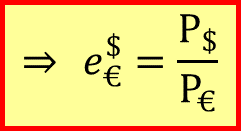 ⇒ e$€ = P$/P€